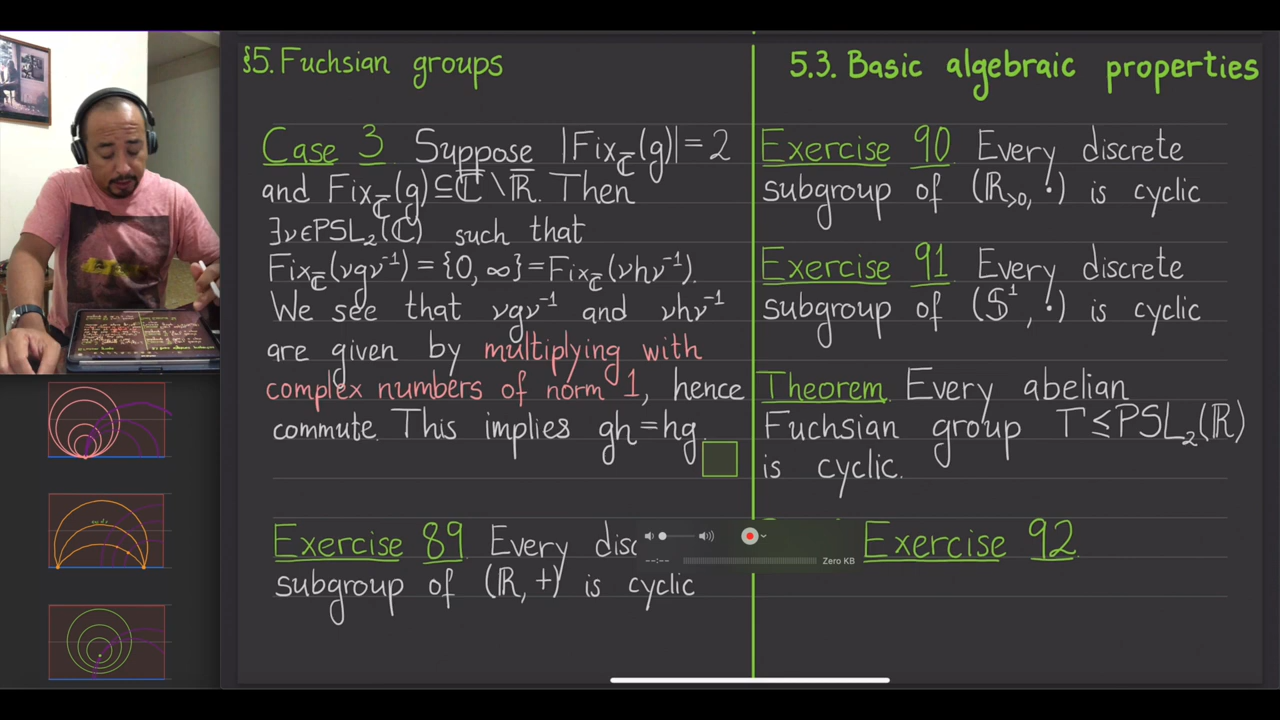 §5. Fuchsian groups
Case 3. Suppose |Fix_ℂ̅(g)| = 2
and Fix_ℂ̅(g) ⊆ ℂ̅ \ ℝ̅. Then
∃ν∈PSL₂(ℂ) such that
Fix_ℂ̅(νgν⁻¹) = {0, ∞} = Fix_ℂ̅(νhν⁻¹).
We see that νgν⁻¹ and νhν⁻¹
are given by multiplying with
complex numbers of norm 1, hence
commute. This implies gh = hg.
Exercise 89 Every disc
subgroup of (ℝ, +) is cyclic
5.3. Basic algebraic properties
Exercise 90 Every discrete
subgroup of (ℝ>0, ·) is cyclic
Exercise 91 Every discrete
subgroup of (𝕊¹, ·) is cyclic
Theorem. Every abelian
Fuchsian group Γ ≤ PSL₂(ℝ)
is cyclic.
Exercise 92.
--:--
Zero KB